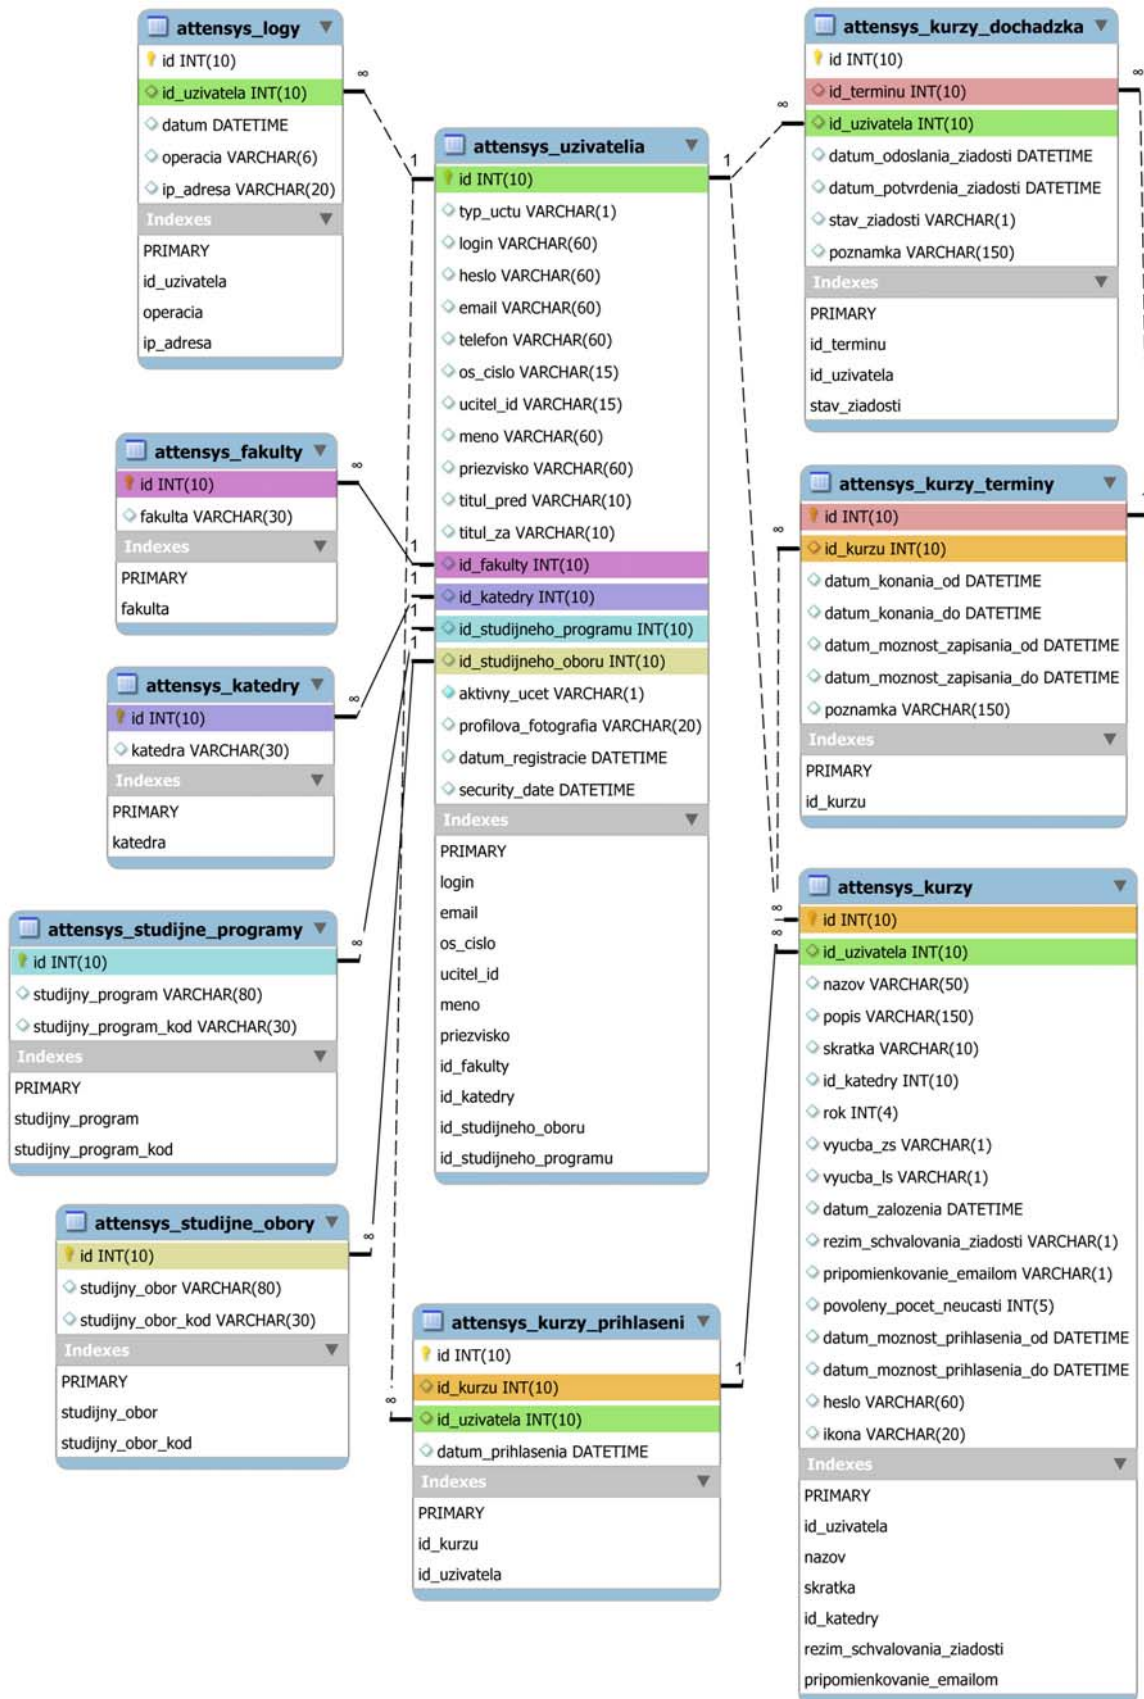 attensys_logy
id INT(10)
id_uzivatela INT(10)
datum DATETIME
operacia VARCHAR(6)
ip_adresa VARCHAR(20)
Indexes
PRIMARY
id_uzivatela
operacia
ip_adresa
∞
attensys_fakulty
id INT(10)
fakulta VARCHAR(30)
Indexes
PRIMARY
fakulta
∞
attensys_katedry
id INT(10)
katedra VARCHAR(30)
Indexes
PRIMARY
katedra
∞
attensys_studijne_programy
id INT(10)
studijny_program VARCHAR(80)
studijny_program_kod VARCHAR(30)
Indexes
PRIMARY
studijny_program
studijny_program_kod
∞
attensys_studijne_obory
id INT(10)
studijny_obor VARCHAR(80)
studijny_obor_kod VARCHAR(30)
Indexes
PRIMARY
studijny_obor
studijny_obor_kod
∞
attensys_uzivatelia
1
1
id INT(10)
typ_uctu VARCHAR(1)
login VARCHAR(60)
heslo VARCHAR(60)
email VARCHAR(60)
telefon VARCHAR(60)
os_cislo VARCHAR(15)
ucitel_id VARCHAR(15)
meno VARCHAR(60)
priezvisko VARCHAR(60)
titul_pred VARCHAR(10)
titul_za VARCHAR(10)
1
id_fakulty INT(10)
1
id_katedry INT(10)
1
id_studijneho_programu INT(10)
1
id_studijneho_oboru INT(10)
aktivny_ucet VARCHAR(1)
profilova_fotografia VARCHAR(20)
datum_registracie DATETIME
security_date DATETIME
Indexes
PRIMARY
login
email
os_cislo
ucitel_id
meno
priezvisko
id_fakulty
id_katedry
id_studijneho_oboru
id_studijneho_programu
attensys_kurzy_prihlaseni
id INT(10)
id_kurzu INT(10)
1
∞
id_uzivatela INT(10)
datum_prihlasenia DATETIME
Indexes
PRIMARY
id_kurzu
id_uzivatela
attensys_kurzy_dochadzka
id INT(10)
∞
id_terminu INT(10)
∞
id_uzivatela INT(10)
datum_odoslania_ziadosti DATETIME
datum_potvrdenia_ziadosti DATETIME
stav_ziadosti VARCHAR(1)
poznamka VARCHAR(150)
Indexes
PRIMARY
id_terminu
id_uzivatela
stav_ziadosti
attensys_kurzy_terminy
id INT(10)
∞
id_kurzu INT(10)
datum_konania_od DATETIME
datum_konania_do DATETIME
datum_moznost_zapisania_od DATETIME
datum_moznost_zapisania_do DATETIME
poznamka VARCHAR(150)
Indexes
PRIMARY
id_kurzu
attensys_kurzy
∞
id INT(10)
∞
id_uzivatela INT(10)
nazov VARCHAR(50)
popis VARCHAR(150)
skratka VARCHAR(10)
id_katedry INT(10)
rok INT(4)
vyucba_zs VARCHAR(1)
vyucba_ls VARCHAR(1)
datum_zalozenia DATETIME
rezim_schvalovania_ziadosti VARCHAR(1)
pripomienkovanie_emailom VARCHAR(1)
povoleny_pocet_neucasti INT(5)
datum_moznost_prihlasenia_od DATETIME
datum_moznost_prihlasenia_do DATETIME
heslo VARCHAR(60)
ikona VARCHAR(20)
Indexes
PRIMARY
id_uzivatela
nazov
skratka
id_katedry
rezim_schvalovania_ziadosti
pripomienkovanie_emailom